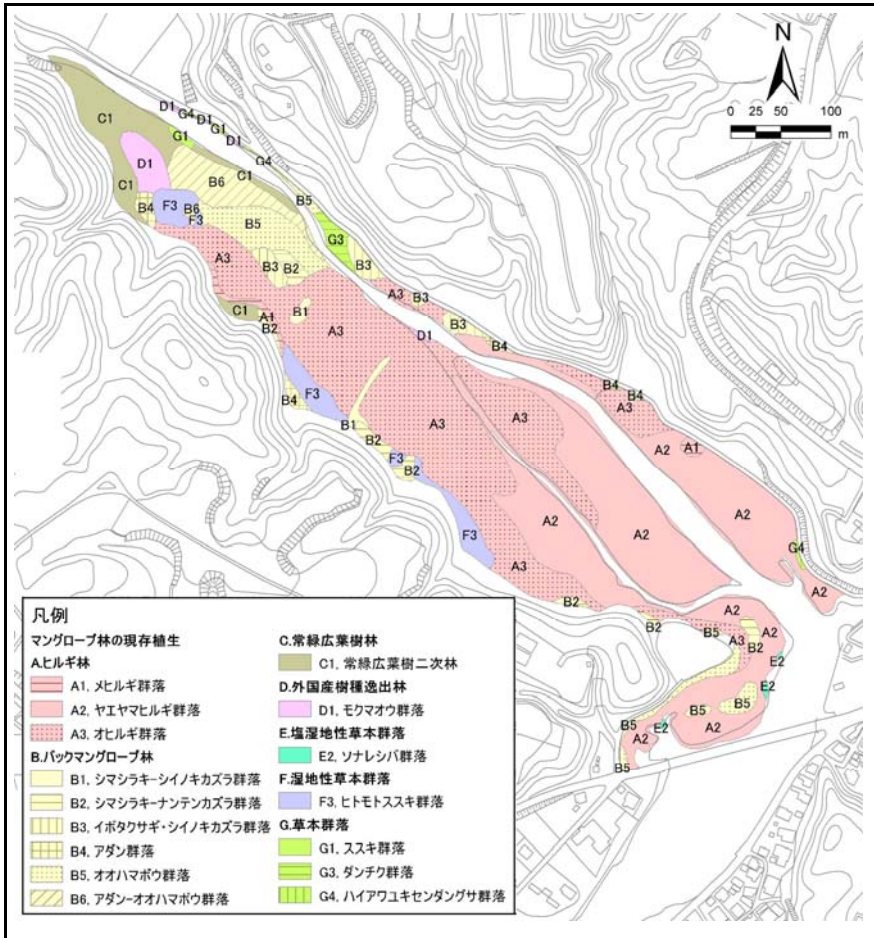 N
0 25 50 100
m
D1
G4
D1
G1
D1
C1
G1
G4
D1
C1
C1
B6
B5
B4
F3
B6
F3
B5
G3
A3
B3
B2
B3
A3
B3
C1
A1
B2
B1
A3
D1
B3
B4
B4
F3
B4
B4
A3
B1
B2
A3
A3
A2
A1
F3
B2
F3
A2
A2
A2
G4
A3
B2
A2
A2
B2
B5
A3
A2
B2
E2
E2
B5
B5
B5
A2
E2
A2
B5
凡例
マングローブ林の現存植生
A.ヒルギ林
A1, メヒルギ群落
A2, ヤエヤマヒルギ群落
A3, オヒルギ群落
B.バックマングローブ林
B1, シマシラキーシイノキカズラ群落
B2, シマシラキーナンテンカズラ群落
B3, イボタクサギ・シイノキカズラ群落
B4, アダン群落
B5, オオハマボウ群落
B6, アダンーオオハマボウ群落
C.常緑広葉樹林
C1, 常緑広葉樹二次林
D.外国産樹種逸出林
D1, モクマオウ群落
E.塩湿地性草本群落
E2, ソナレシバ群落
F.湿地性草本群落
F3, ヒトモトススキ群落
G.草本群落
G1, ススキ群落
G3, ダンチク群落
G4, ハイアワユキセンダングサ群落